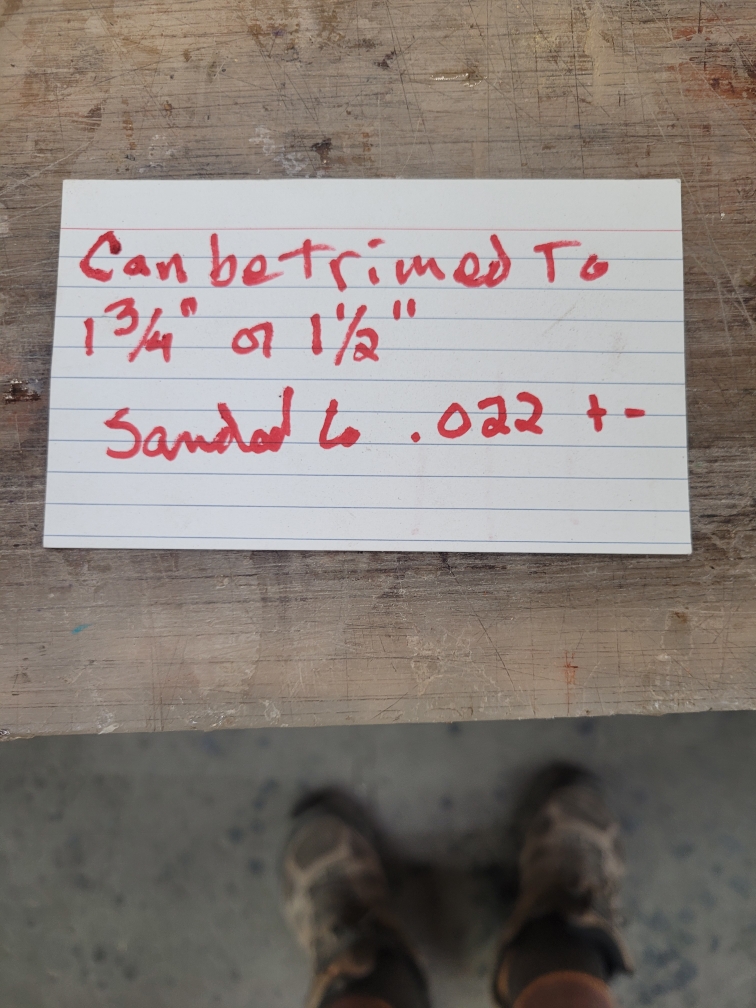 Can be trimed To
1 3/4" or 1 1/2"
Sanded to .022 + -